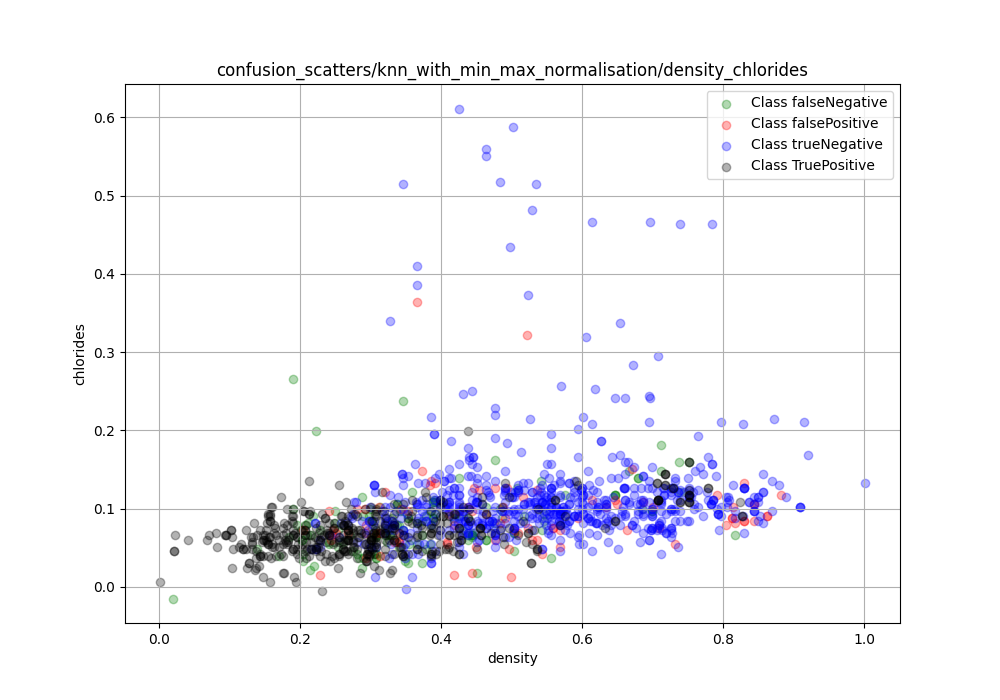 confusion_scatters/knn_with_min_max_normalisation/density_chlorides
Class falseNegative
Class falsePositive
Class trueNegative
Class TruePositive
0.6
0.5
0.4
0.3
0.2
0.1
0.0
chlorides
0.0 0.2 0.4 0.6 0.8 1.0
density